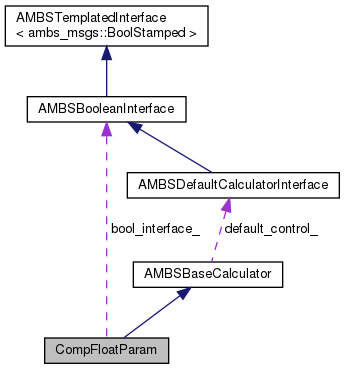 AMBSTemplatedInterface
< ambs_msgs::BoolStamped >
AMBSBooleanInterface
AMBSDefaultCalculatorInterface
bool_interface_
default_control_
AMBSBaseCalculator
CompFloatParam